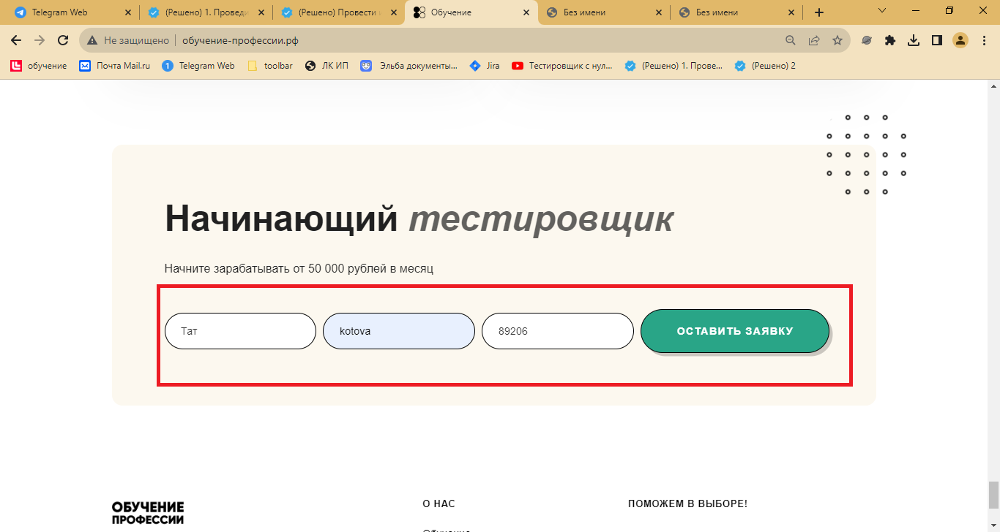 Telegram Web
(Решено) 1. Проведи
(Решено) Провести и
Обучение
Без имени
Без имени
Не защищено
обучение-профессии.рф
обучение
Почта Mail.ru
Telegram Web
toolbar
ЛК ИП
Эльба документы...
Jira
Тестировщик с нул...
(Решено) 1. Прове...
(Решено) 2
Начинающий тестировщик
Начните зарабатывать от 50 000 рублей в месяц
Тат
kotova
89206
ОСТАВИТЬ ЗАЯВКУ
ОБУЧЕНИЕ
ПРОФЕССИИ
О НАС
ПОМОЖЕМ В ВЫБОРЕ!
Обучение